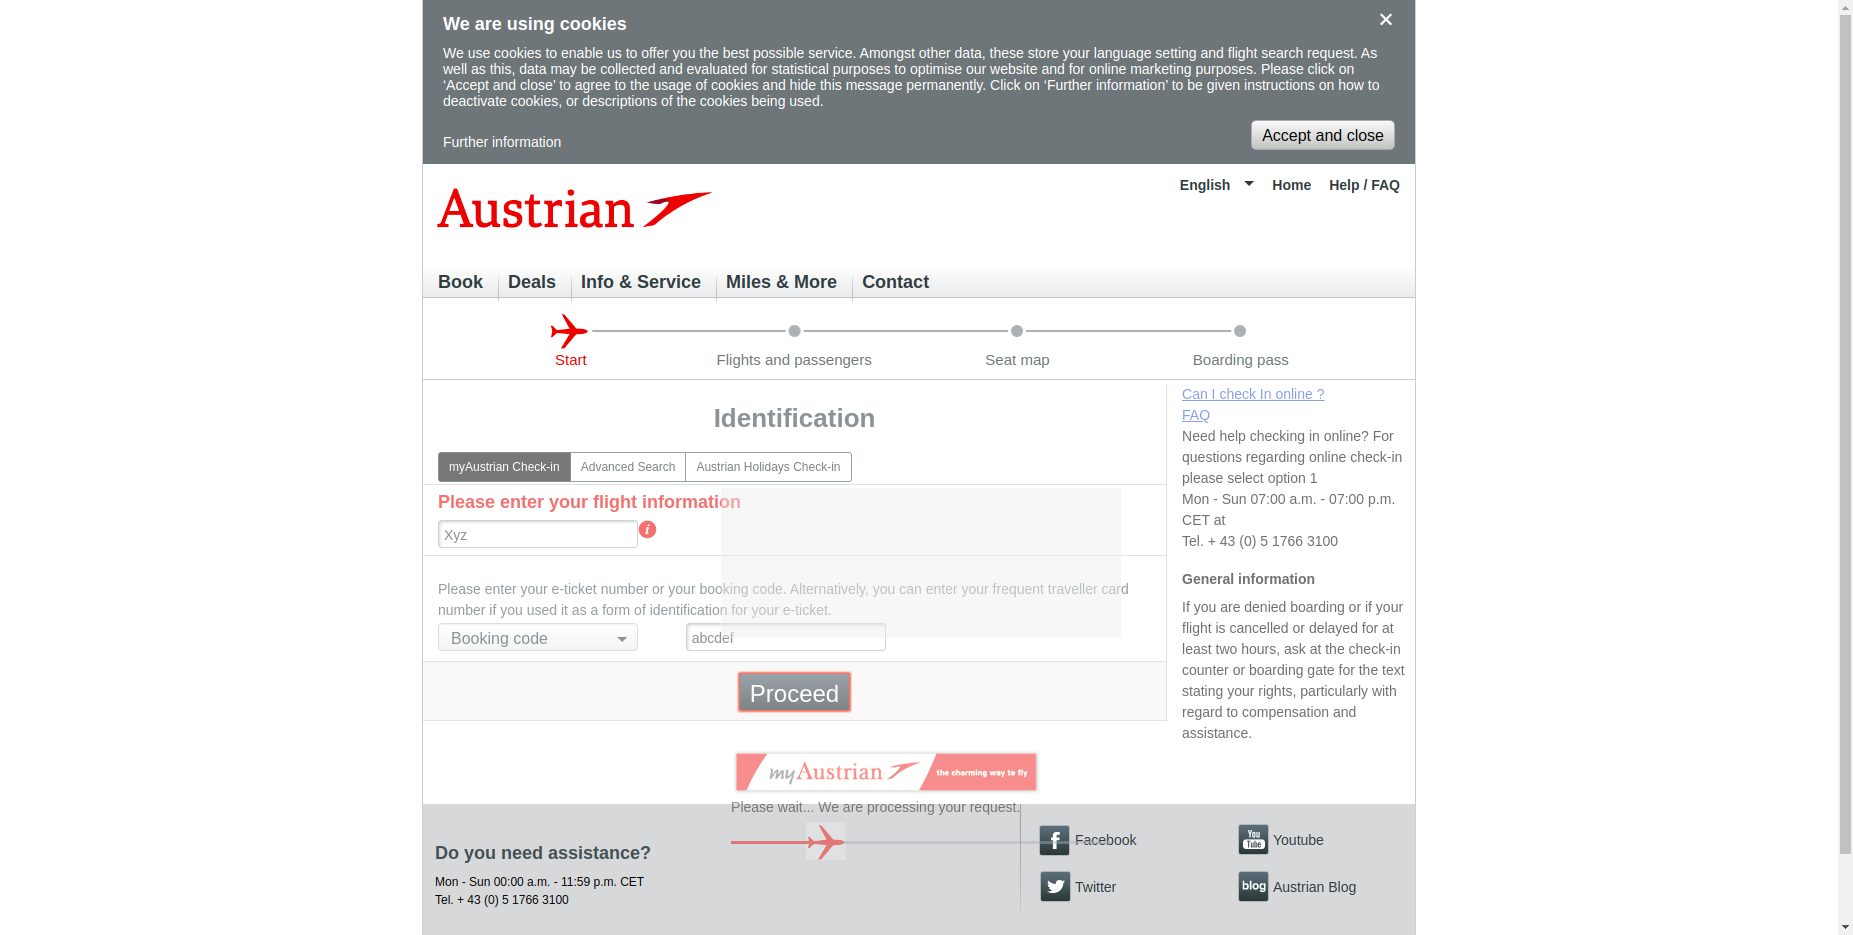 We are using cookies
We use cookies to enable us to offer you the best possible service. Amongst other data, these store your language setting and flight search request. As
well as this, data may be collected and evaluated for statistical purposes to optimise our website and for online marketing purposes. Please click on
‘Accept and close’ to agree to the usage of cookies and hide this message permanently. Click on ‘Further information’ to be given instructions on how to
deactivate cookies, or descriptions of the cookies being used.
Further information
Accept and close
English Home Help / FAQ
Austrian
Book Deals Info & Service Miles & More Contact
Start Flights and passengers Seat map Boarding pass
Identification
myAustrian Check-in Advanced Search Austrian Holidays Check-in
Please enter your flight information
Xyz
Please enter your e-ticket number or your booking code. Alternatively, you can enter your frequent traveller card
number if you used it as a form of identification for your e-ticket.
Booking code abcdef
Proceed
Can I check In online ?
FAQ
Need help checking in online? For
questions regarding online check-in
please select option 1
Mon - Sun 07:00 a.m. - 07:00 p.m.
CET at
Tel. + 43 (0) 5 1766 3100
General information
If you are denied boarding or if your
flight is cancelled or delayed for at
least two hours, ask at the check-in
counter or boarding gate for the text
stating your rights, particularly with
regard to compensation and
assistance.
myAustrian the charming way to fly
Please wait... We are processing your request.
Do you need assistance?
Mon - Sun 00:00 a.m. - 11:59 p.m. CET
Tel. + 43 (0) 5 1766 3100
Facebook
You Tube Youtube
Twitter
blog Austrian Blog